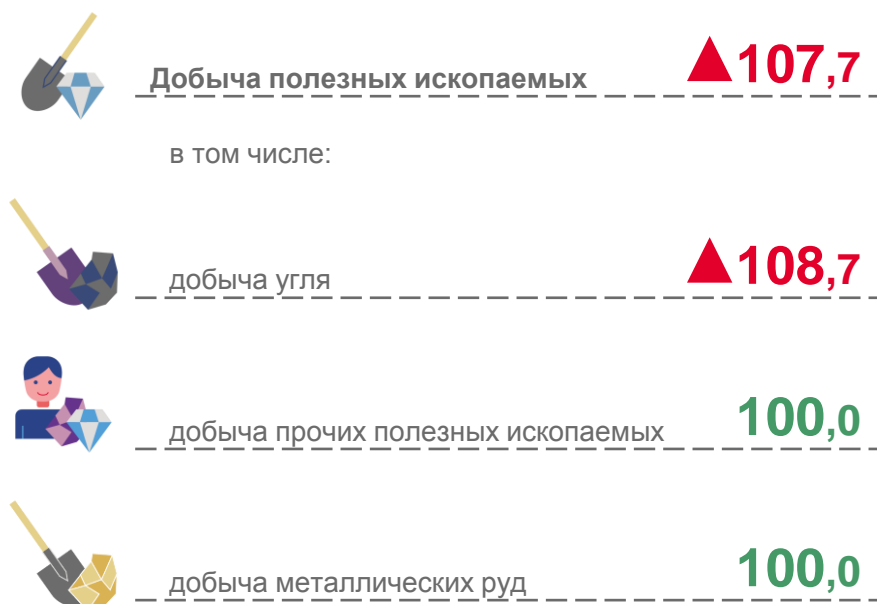 Добыча полезных ископаемых ▲107,7
в том числе:
добыча угля ▲108,7
добыча прочих полезных ископаемых 100,0
добыча металлических руд 100,0